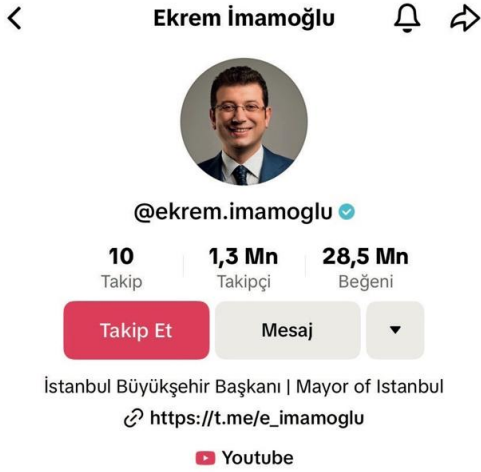 Ekrem İmamoğlu
@ekrem.imamoglu
10 1,3 Mn 28,5 Mn
Takip Takipçi Beğeni
Takip Et Mesaj
İstanbul Büyükşehir Başkanı | Mayor of Istanbul
https://t.me/e_imamoglu
Youtube